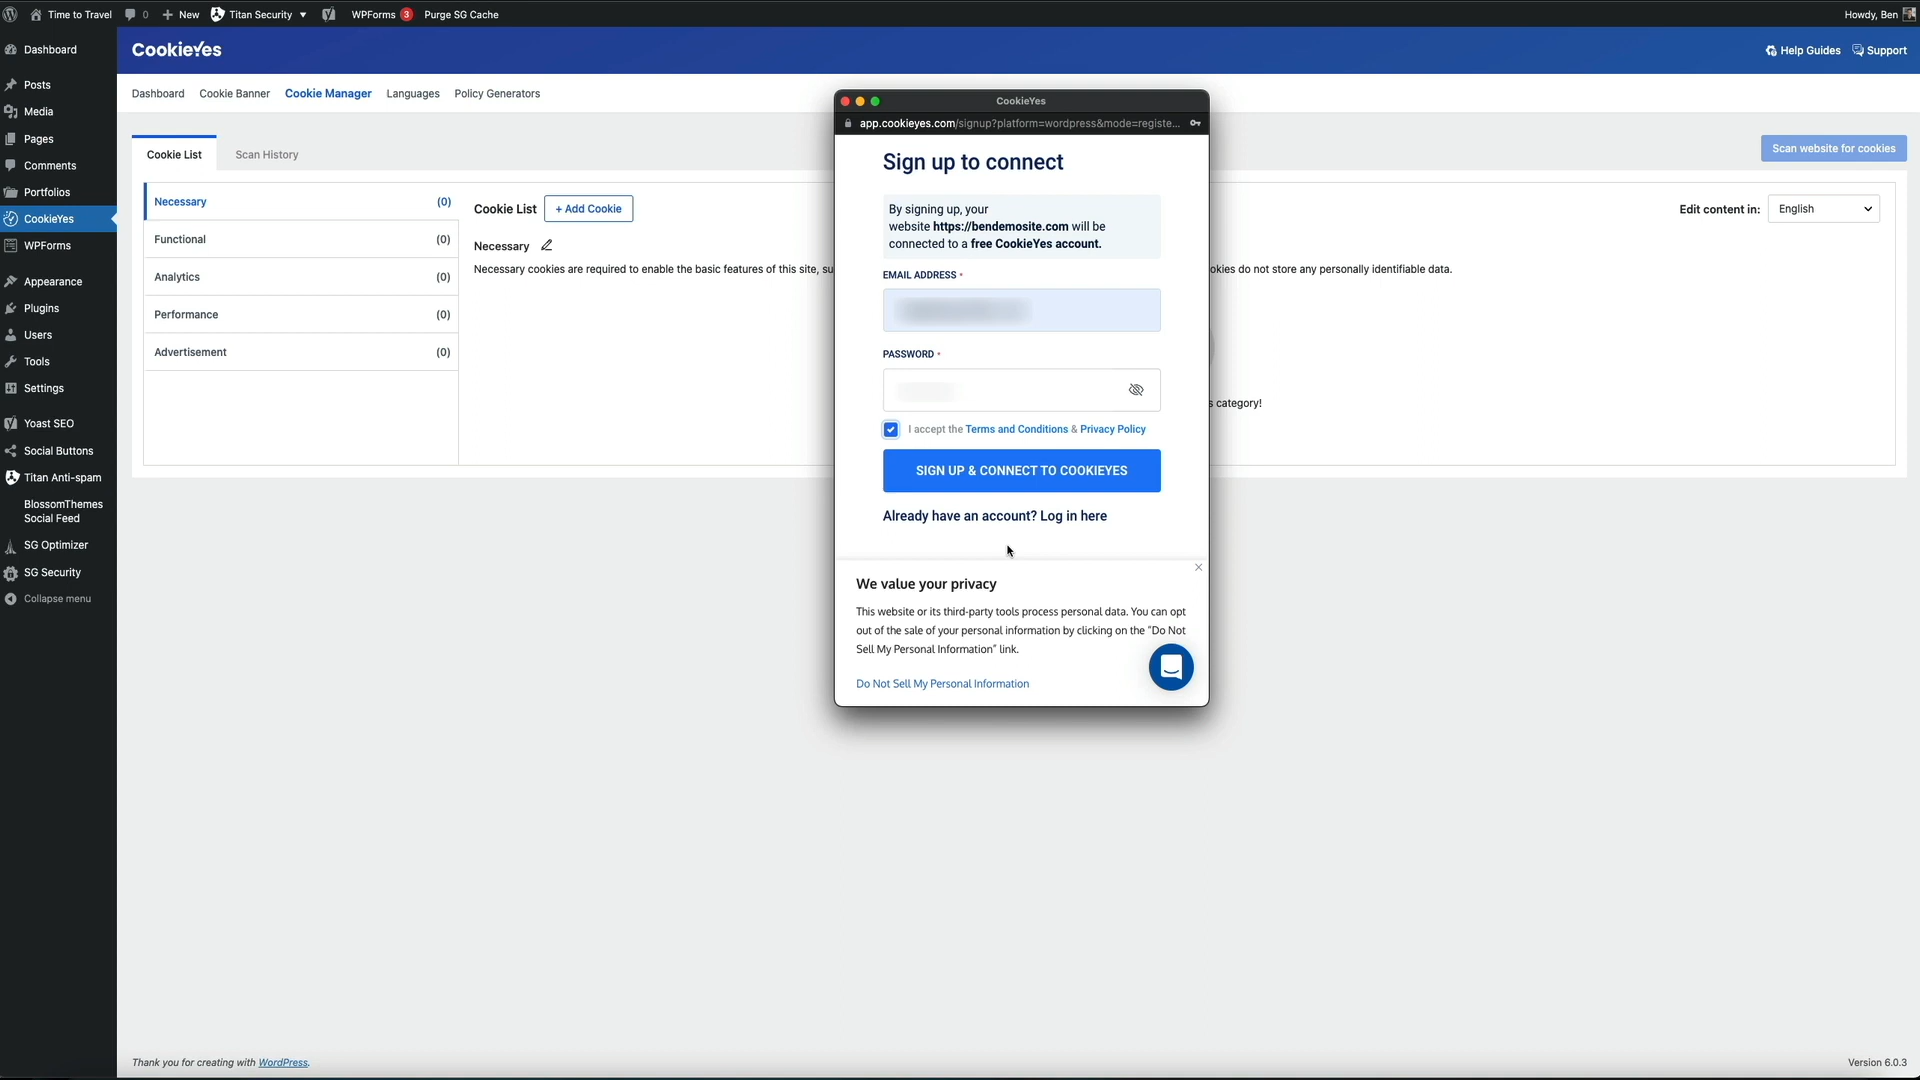 Time to Travel 0 New Titan Security WPForms 3 Purge SG Cache Howdy, Ben
Dashboard
Posts
Media
Pages
Comments
Portfolios
CookieYes
WPForms
Appearance
Plugins
Users
Tools
Settings
Yoast SEO
Social Buttons
Titan Anti-spam
BlossomThemes
Social Feed
SG Optimizer
SG Security
Collapse menu
CookieYes
Help Guides Support
Dashboard Cookie Banner Cookie Manager Languages Policy Generators
Cookie List Scan History
Scan website for cookies
Necessary (0)
Functional (0)
Analytics (0)
Performance (0)
Advertisement (0)
Cookie List + Add Cookie
Edit content in: English
Necessary
Necessary cookies are required to enable the basic features of this site, su
okies do not store any personally identifiable data.
s category!
CookieYes
app.cookieyes.com/signup?platform=wordpress&mode=registe...
Sign up to connect
By signing up, your
website https://bendemosite.com will be
connected to a free CookieYes account.
EMAIL ADDRESS *
PASSWORD *
I accept the Terms and Conditions & Privacy Policy
SIGN UP & CONNECT TO COOKIEYES
Already have an account? Log in here
We value your privacy
This website or its third-party tools process personal data. You can opt
out of the sale of your personal information by clicking on the "Do Not
Sell My Personal Information" link.
Do Not Sell My Personal Information
Thank you for creating with WordPress.
Version 6.0.3